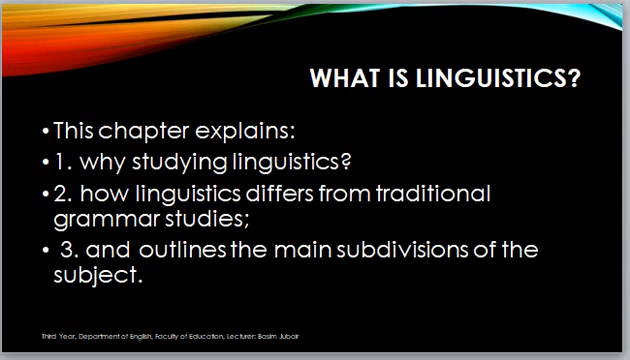 WHAT IS LINGUISTICS?
• This chapter explains:
• 1. why studying linguistics?
• 2. how linguistics differs from traditional
grammar studies;
• 3. and outlines the main subdivisions of the
subject.
Third Year, Department of English, Faculty of Education, Lecturer: Basim Jubair